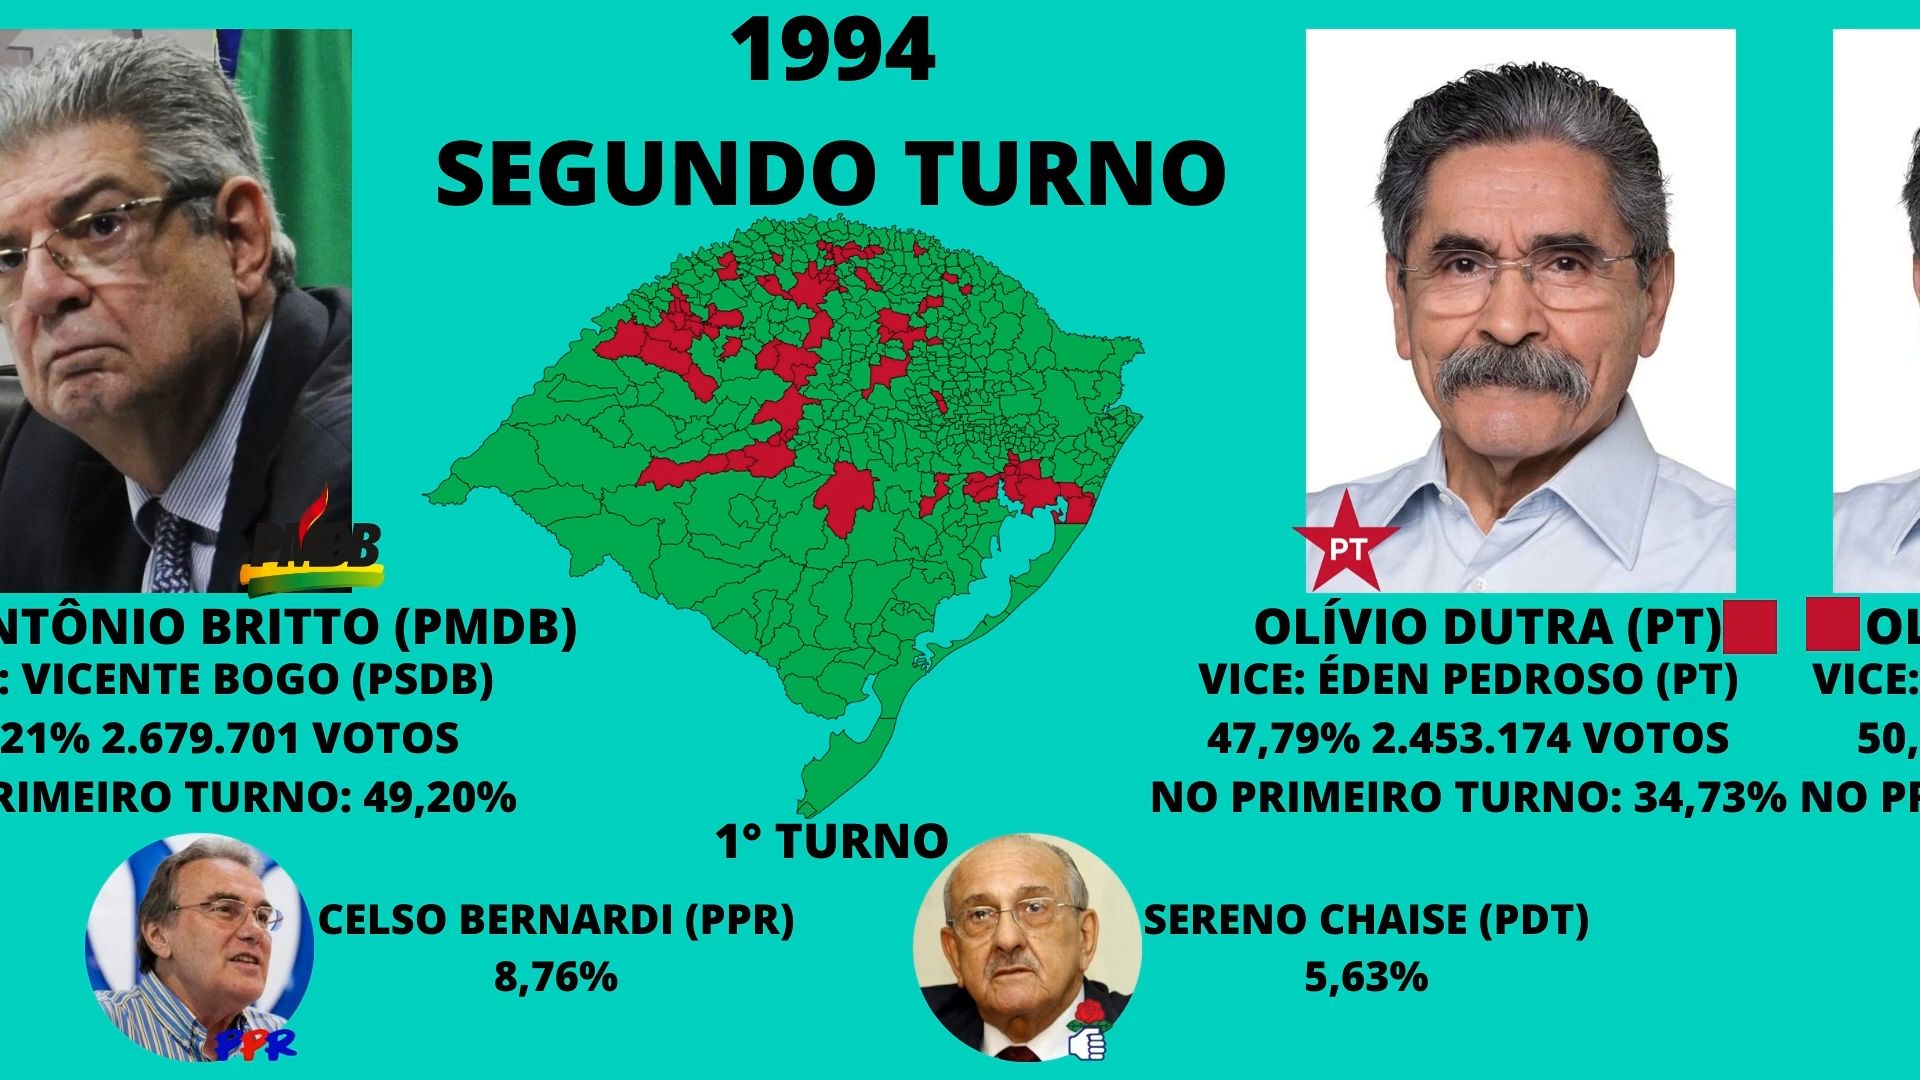 1994
SEGUNDO TURNO
PMDB
PT
NTÔNIO BRITTO (PMDB)
: VICENTE BOGO (PSDB)
21% 2.679.701 VOTOS
RIMEIRO TURNO: 49,20%
OLÍVIO DUTRA (PT)
VICE: ÉDEN PEDROSO (PT)
47,79% 2.453.174 VOTOS
NO PRIMEIRO TURNO: 34,73%
OL
VICE:
50,
NO PR
1° TURNO
CELSO BERNARDI (PPR)
8,76%
PPR
SERENO CHAISE (PDT)
5,63%